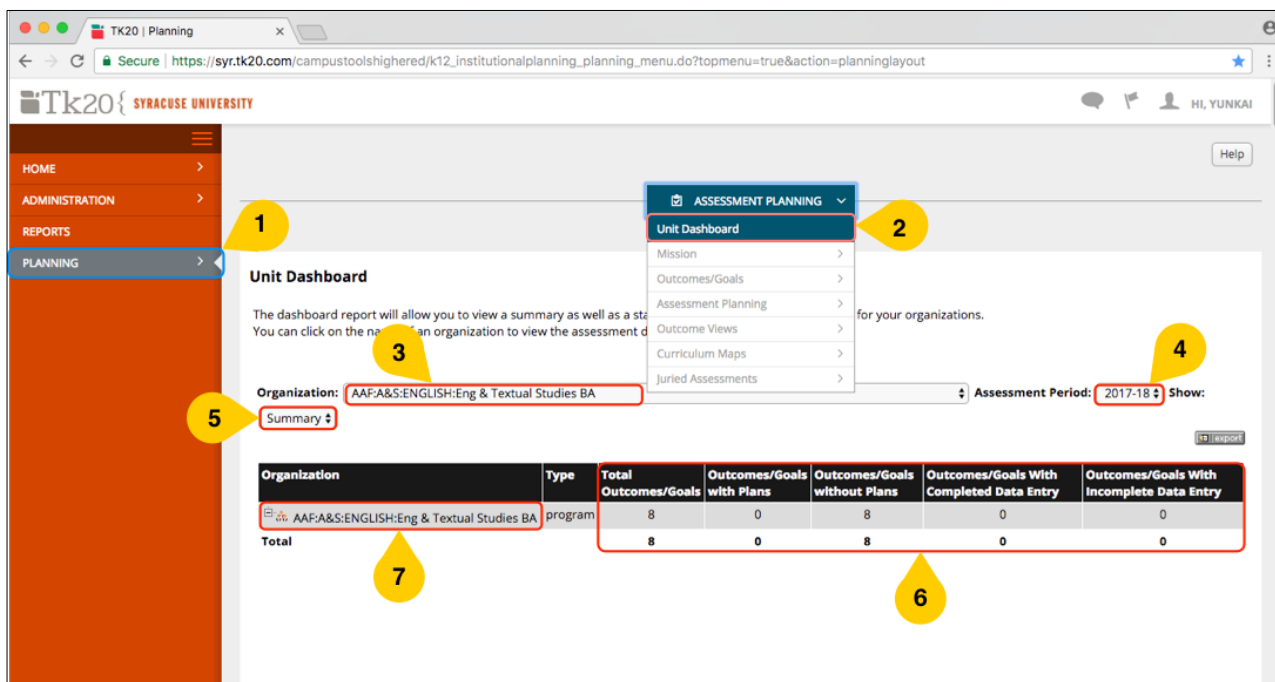 TK20 | Planning
Secure | https://syr.tk20.com/campustoolshighered/k12_institutionalplanning_planning_menu.do?topmenu=true&action=planninglayout
Tk20{ SYRACUSE UNIVERSITY
HI, YUNKAI
Help
HOME
ADMINISTRATION
REPORTS
PLANNING
1
ASSESSMENT PLANNING
Unit Dashboard
2
Mission
Outcomes/Goals
Assessment Planning
Outcome Views
Curriculum Maps
Juried Assessments
Unit Dashboard
The dashboard report will allow you to view a summary as well as a sta for your organizations.
You can click on the na f an organization to view the assessment d
3
4
Organization: AAF:A&S:ENGLISH:Eng & Textual Studies BA Assessment Period: 2017-18 Show:
5
Summary
export
Organization Type Total Outcomes/Goals Outcomes/Goals with Plans Outcomes/Goals without Plans Outcomes/Goals With Completed Data Entry Outcomes/Goals With Incomplete Data Entry
AAF:A&S:ENGLISH:Eng & Textual Studies BA program 8 0 8 0 0
Total 8 0 8 0 0
7
6